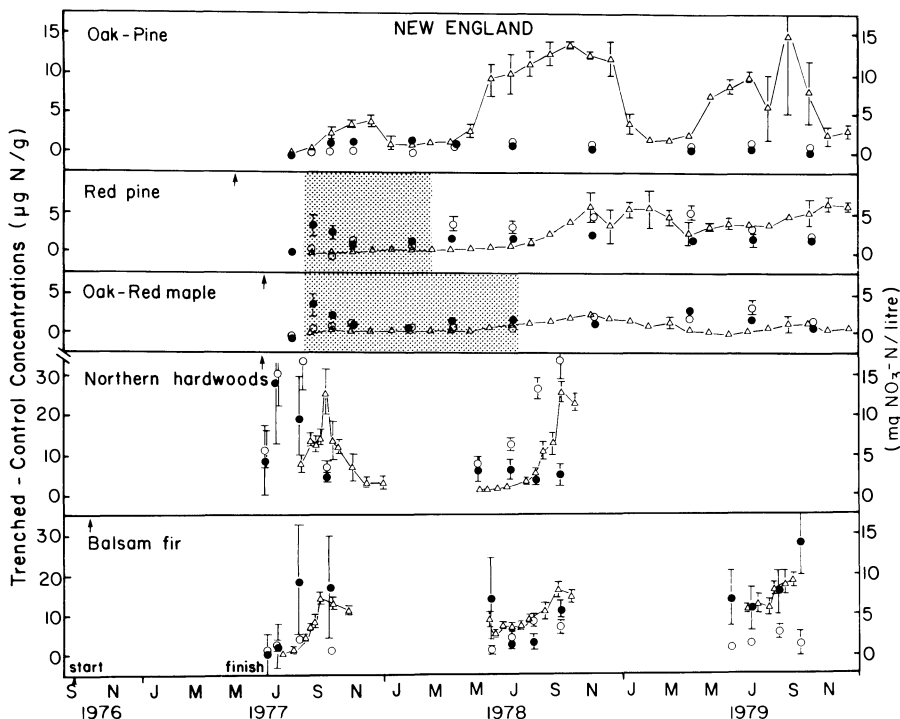 NEW ENGLAND
Trenched - Control Concentrations (µg N/g)
(mg NO₃-N/litre)
15 Oak-Pine 15
10 10
5 5
0 0
Red pine
5 5
0 0
Oak-Red maple
5 5
0 0
30 Northern hardwoods 15
20 10
10 5
0 0
30 Balsam fir 15
20 10
10 5
0 0
start finish
S N J M M J S N J M M J S N J M M J S N
1976 1977 1978 1979